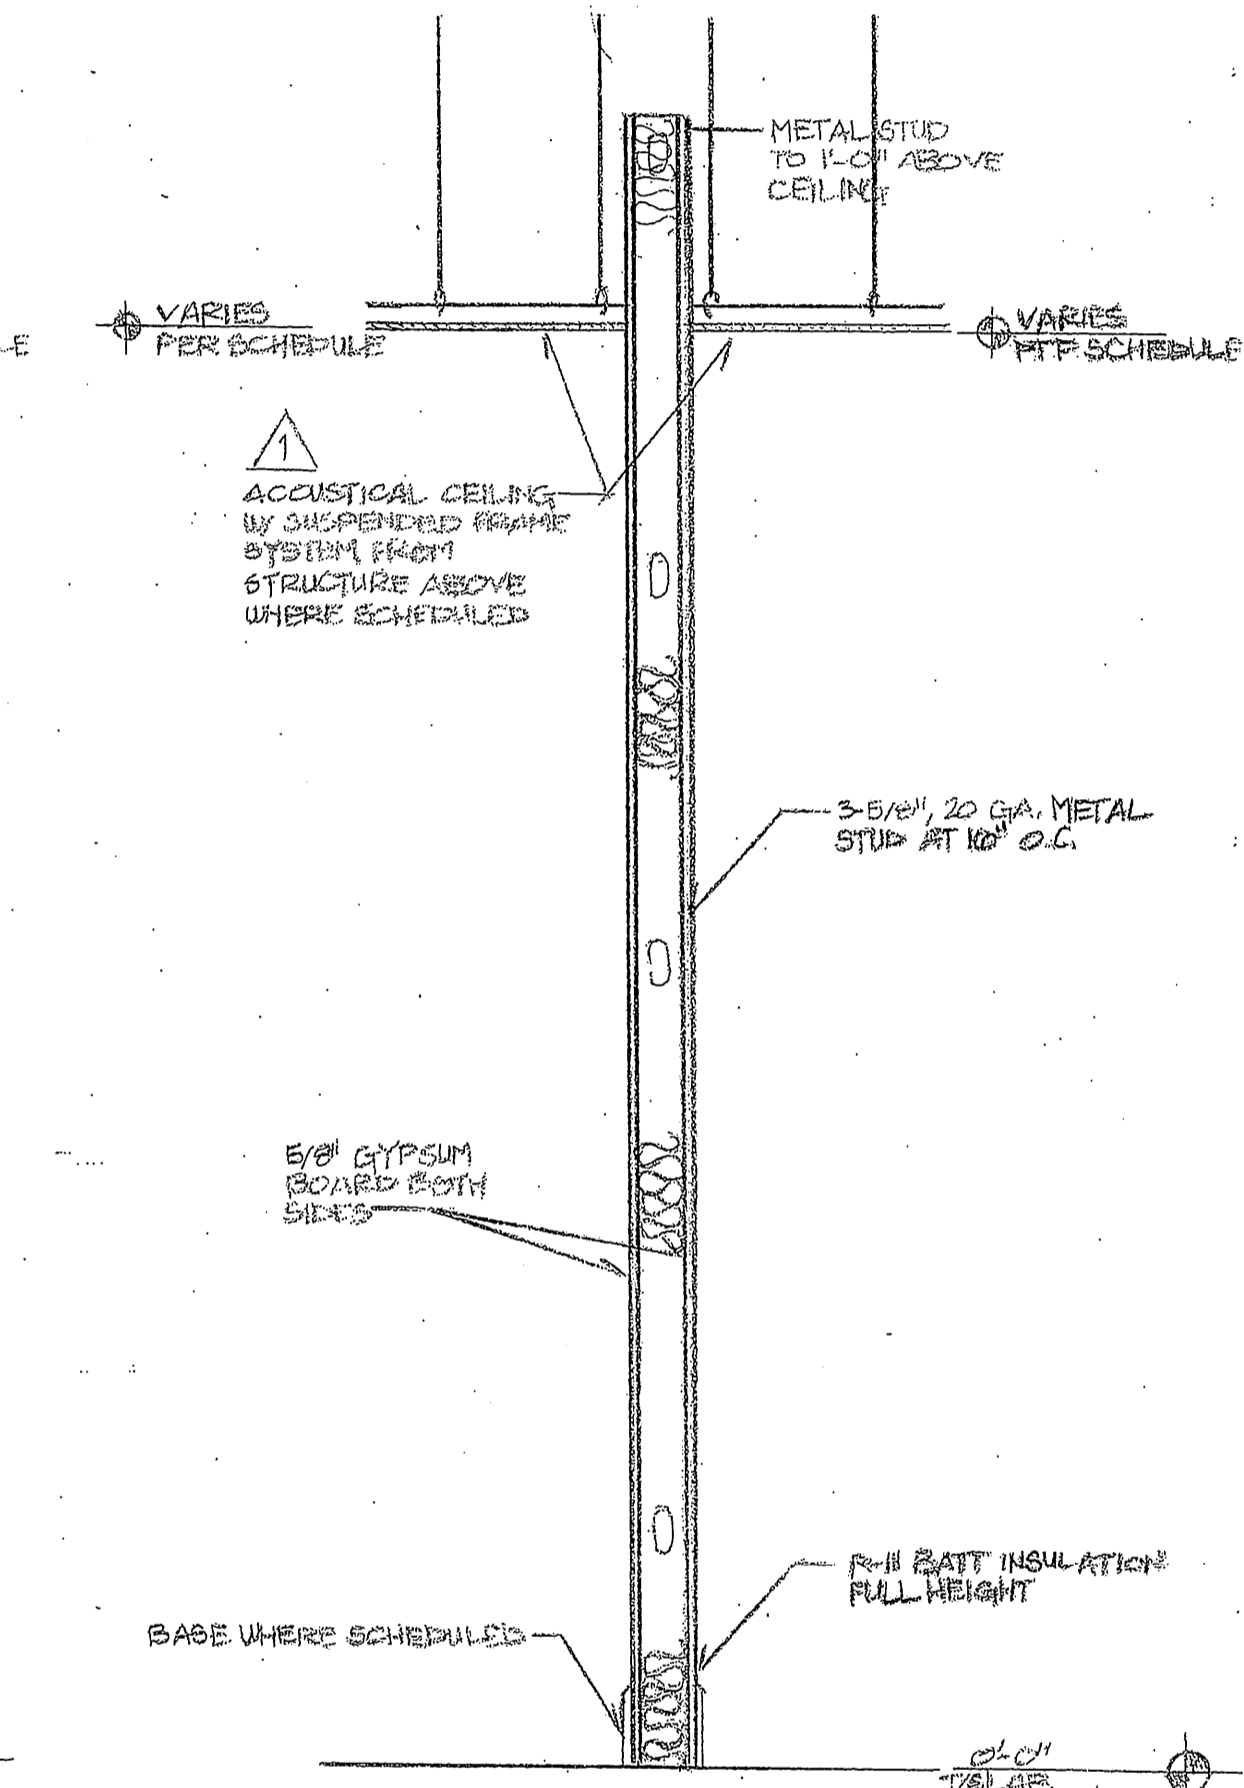 METAL STUD
TO 1'-0" ABOVE
CEILING
VARIES
PER SCHEDULE
VARIES
SCHEDULE
1
ACOUSTICAL CEILING
W/ SUSPENDED FRAME
SYSTEM FROM
STRUCTURE ABOVE
WHERE SCHEDULED
3-5/8", 20 GA. METAL
STUD AT O.C.
5/8" GYPSUM
BOARD BOTH
SIDES
R-11 BATT INSULATION
FULL HEIGHT
BASE WHERE SCHEDULED
0'-0"
T/SLAB